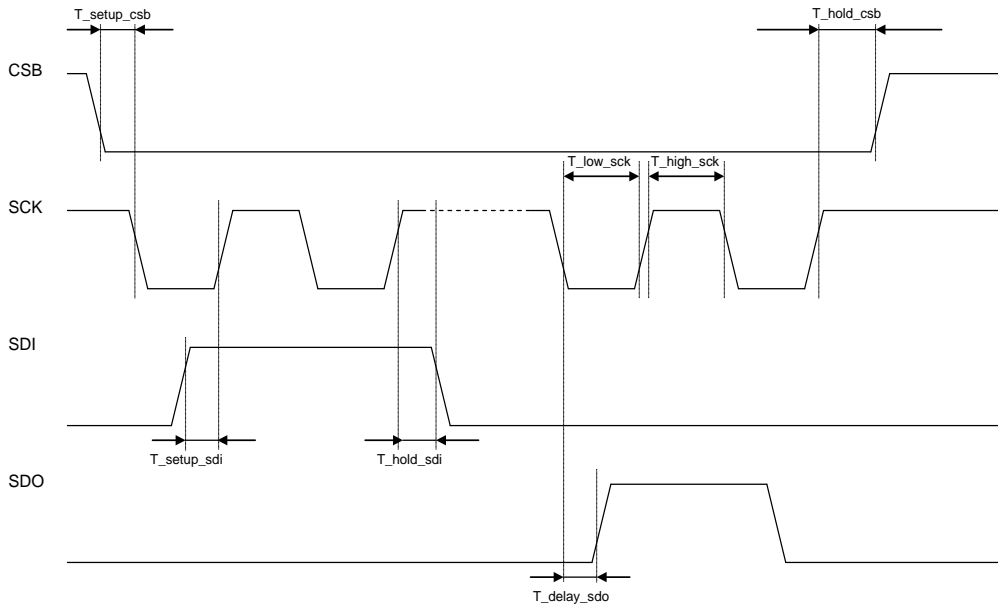 T_setup_csb
T_hold_csb
CSB
T_low_sck
T_high_sck
SCK
SDI
T_setup_sdi
T_hold_sdi
SDO
T_delay_sdo